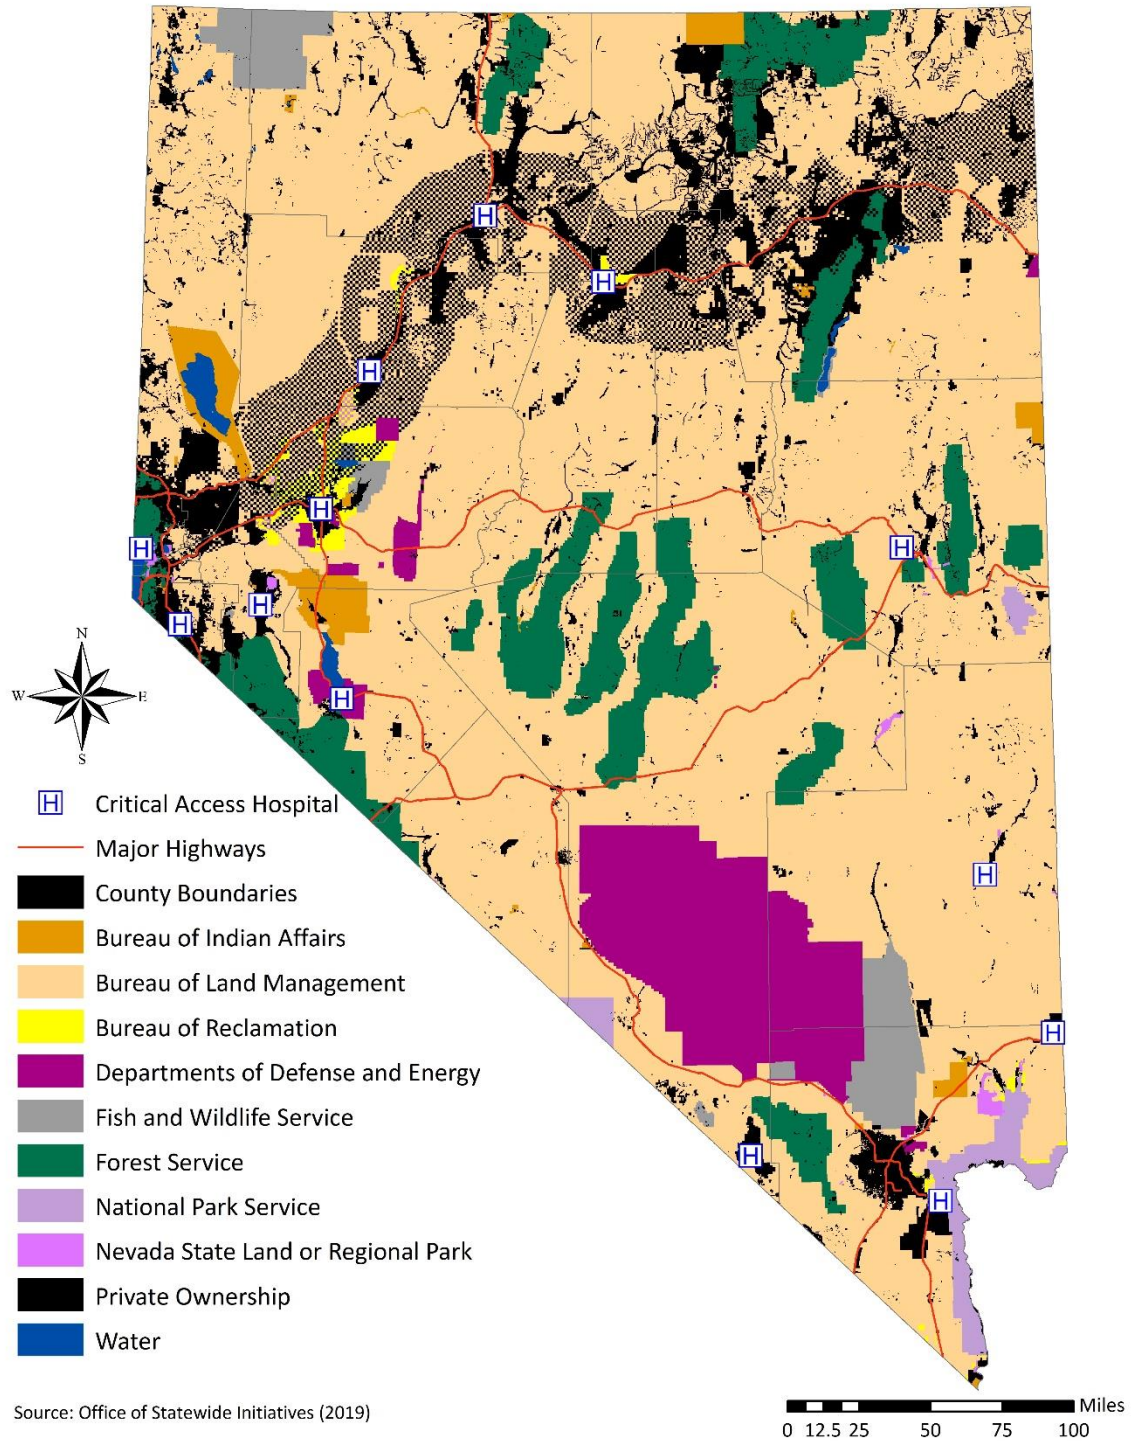 H
H
H
H
H
H
H
H
H
H
H
H
H
N
W E
S
H Critical Access Hospital
Major Highways
County Boundaries
Bureau of Indian Affairs
Bureau of Land Management
Bureau of Reclamation
Departments of Defense and Energy
Fish and Wildlife Service
Forest Service
National Park Service
Nevada State Land or Regional Park
Private Ownership
Water
Source: Office of Statewide Initiatives (2019)
Miles
0 12.5 25 50 75 100